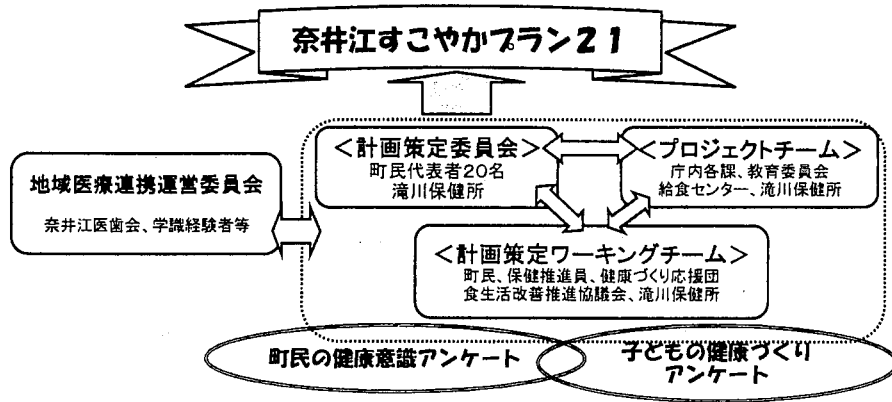 奈井江すこやかプラン21
＜計画策定委員会＞
町民代表者20名
滝川保健所
＜プロジェクトチーム＞
庁内各課、教育委員会
給食センター、滝川保健所
地域医療連携運営委員会
奈井江医歯会、学識経験者等
＜計画策定ワーキングチーム＞
町民、保健推進員、健康づくり応援団
食生活改善推進協議会、滝川保健所
町民の健康意識アンケート
子どもの健康づくり
アンケート